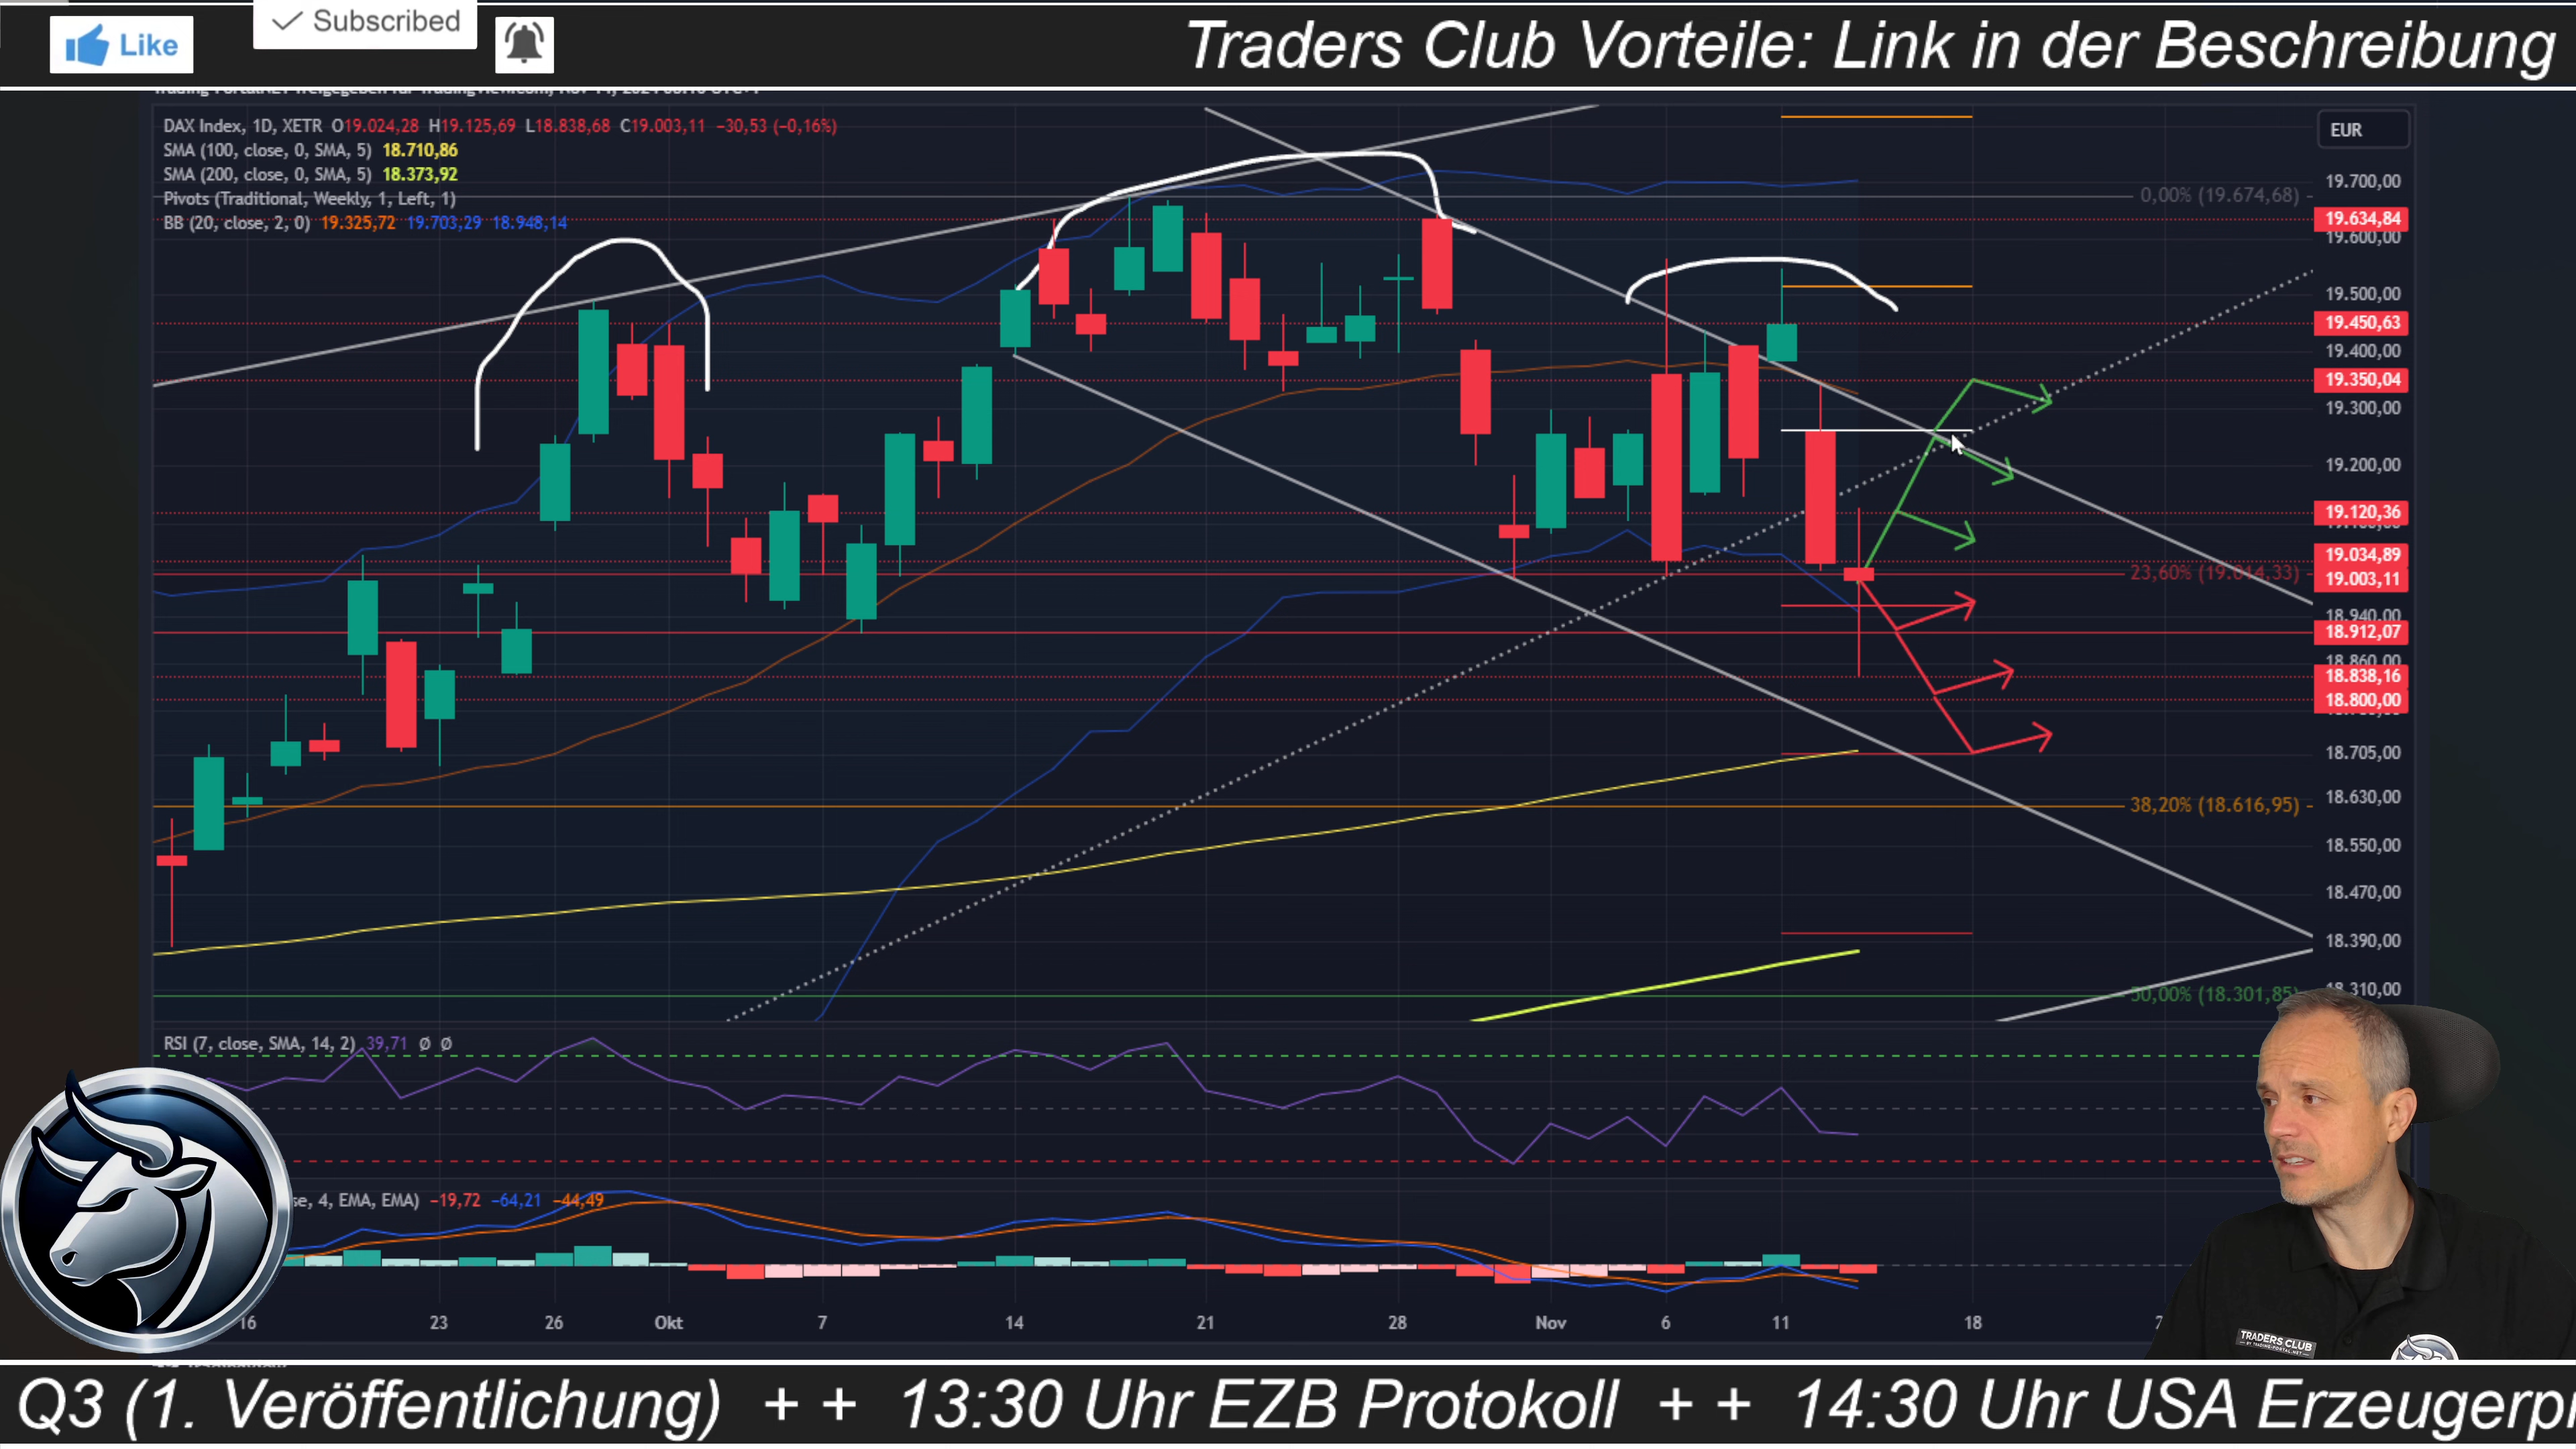 Like
Subscribed
Traders Club Vorteile: Link in der Beschreibung
DAX Index, 1D, XETR O19.024,28 H19.125,69 L18.838,68 C19.003,11 −30,53 (−0,16%)
SMA (100, close, 0, SMA, 5) 18.710,86
SMA (200, close, 0, SMA, 5) 18.373,92
Pivots (Traditional, Weekly, 1, Left, 1)
BB (20, close, 2, 0) 19.325,72 19.703,29 18.948,14
EUR
19.700,00
0,00% (19.674,68)
19.634,84
19.600,00
19.500,00
19.450,63
19.400,00
19.350,04
19.300,00
19.200,00
19.120,36
19.034,89
23,60% (19.014,33)
19.003,11
18.940,00
18.912,07
18.860,00
18.838,16
18.800,00
18.705,00
38,20% (18.616,95)
18.630,00
18.550,00
18.470,00
18.390,00
50,00% (18.301,85)
18.310,00
RSI (7, close, SMA, 14, 2) 39,71 Ø Ø
se, 4, EMA, EMA) −19,72 −64,21 −44,49
16 23 26 Okt 7 14 21 28 Nov 6 11 18
TRADERS CLUB
Q3 (1. Veröffentlichung) + + 13:30 Uhr EZB Protokoll + + 14:30 Uhr USA Erzeugerp